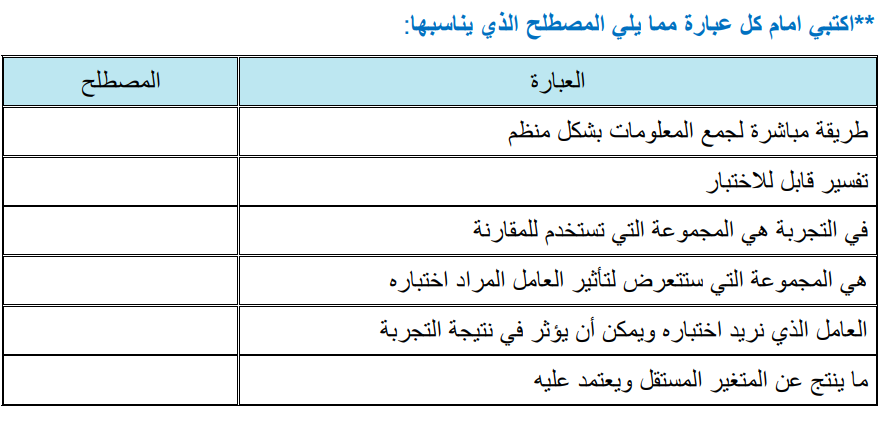 **اكتبي امام كل عبارة مما يلي المصطلح الذي يناسبها:
العبارة
المصطلح
طريقة مباشرة لجمع المعلومات بشكل منظم
تفسير قابل للاختبار
في التجربة هي المجموعة التي تستخدم للمقارنة
هي المجموعة التي ستتعرض لتأثير العامل المراد اختباره
العامل الذي نريد اختباره ويمكن أن يؤثر في نتيجة التجربة
ما ينتج عن المتغير المستقل ويعتمد عليه